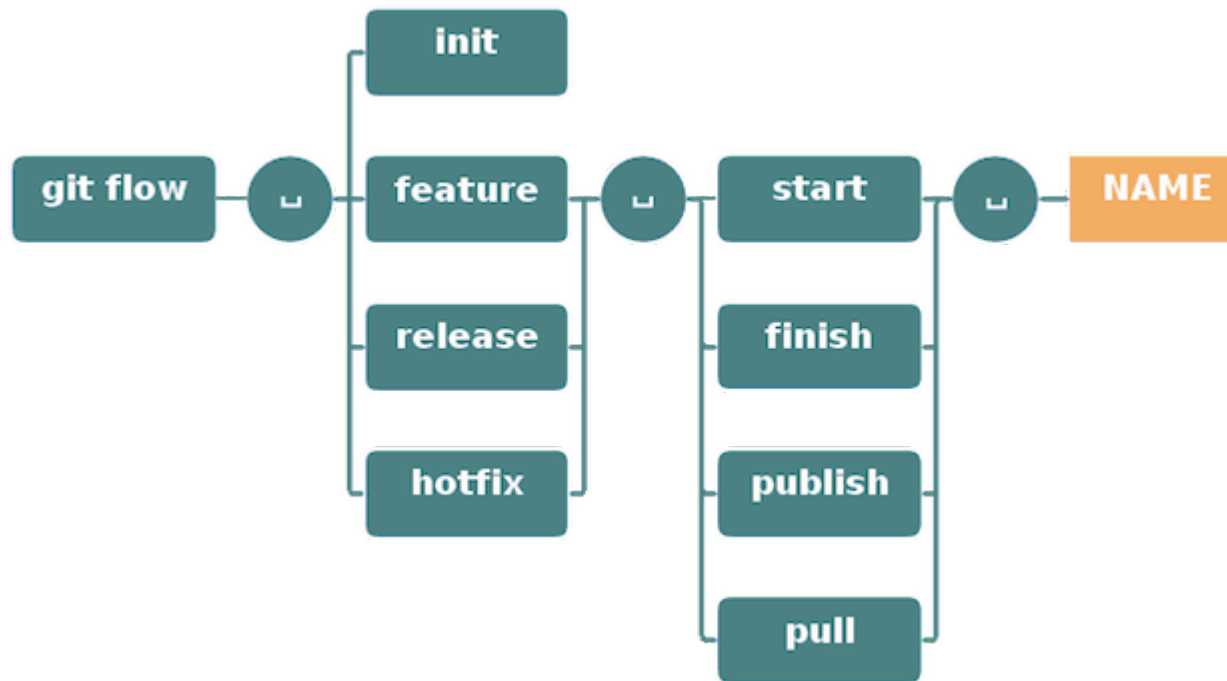 init
git flow ␣ feature ␣ start ␣ NAME
release finish
hotfix publish
pull